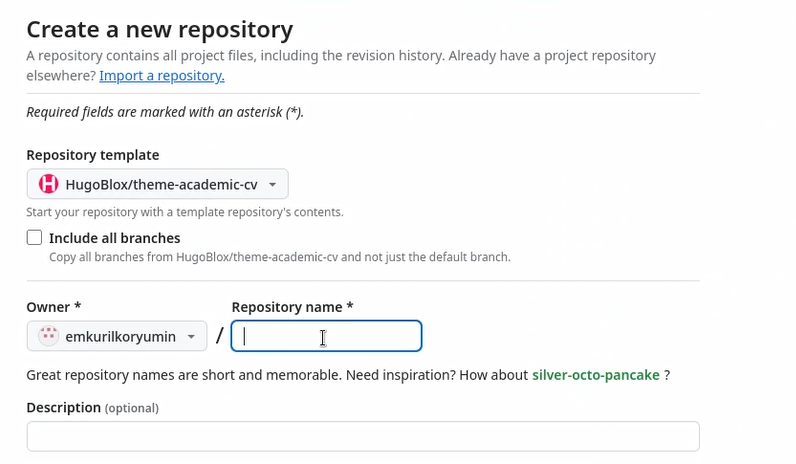 Create a new repository
A repository contains all project files, including the revision history. Already have a project repository
elsewhere? Import a repository.
Required fields are marked with an asterisk (*).
Repository template
HugoBlox/theme-academic-cv
Start your repository with a template repository's contents.
Include all branches
Copy all branches from HugoBlox/theme-academic-cv and not just the default branch.
Owner * Repository name *
emkurilkoryumin /
Great repository names are short and memorable. Need inspiration? How about silver-octo-pancake ?
Description (optional)